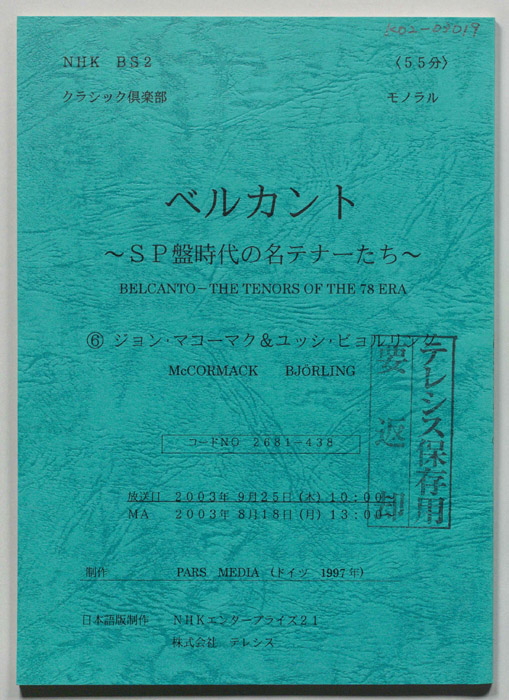 K02-05019
NHK BS2 〈55分〉
クラシック倶楽部 モノラル
ベルカント
～SP盤時代の名テナーたち～
BELCANTO－THE TENORS OF THE 78 ERA
⑥ ジョン・マコーマク＆ユッシ・ビョルリング
McCORMACK BJÖRLING
テレシス保存用
要返却
コードNO 2681-438
放送日 2003年 9月25日（木）10：00
MA 2003年 8月18日（月）13：00
制作 PARS MEDIA （ドイツ 1997年）
日本語版制作 NHKエンタープライズ21
株式会社 テレシス